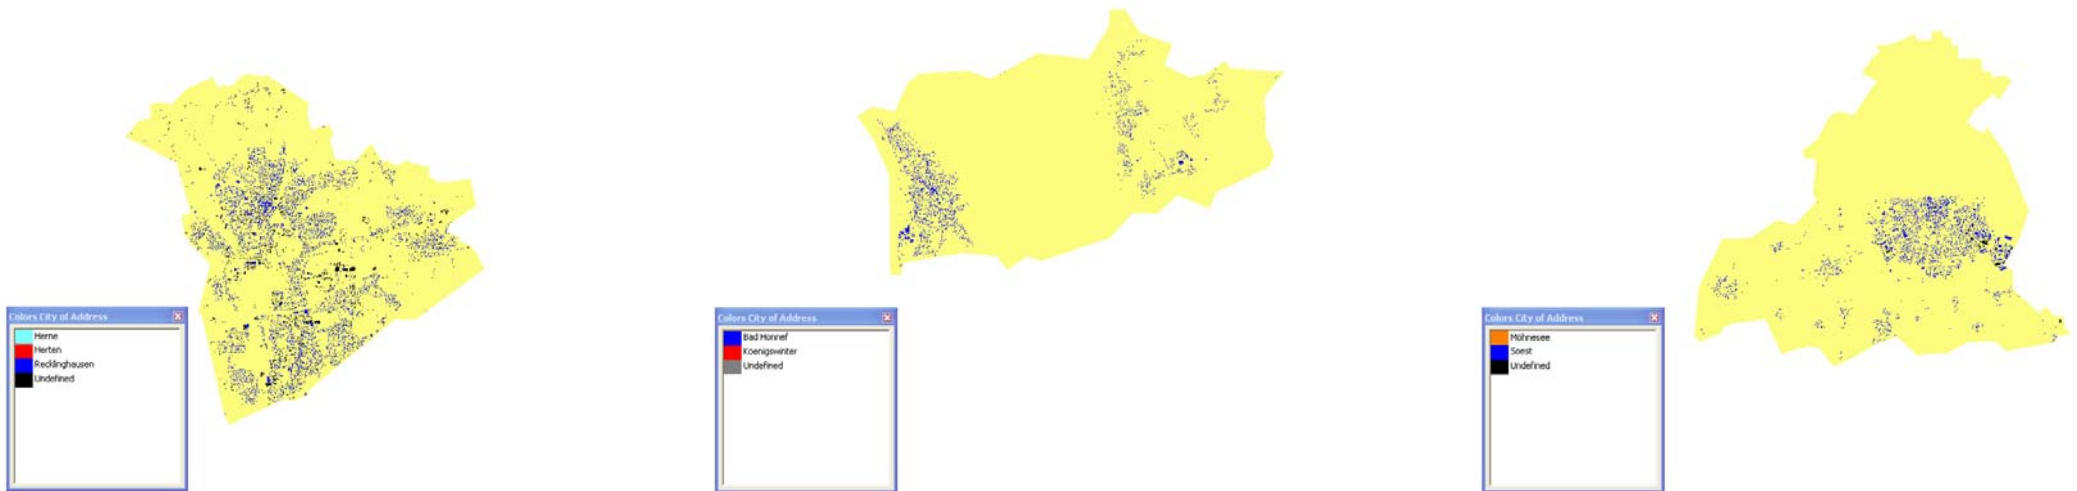 Colors City of Address
Herne
Herten
Recklinghausen
Undefined
Colors City of Address
Bad Honnef
Koenigswinter
Undefined
Colors City of Address
Möhnesee
Soest
Undefined